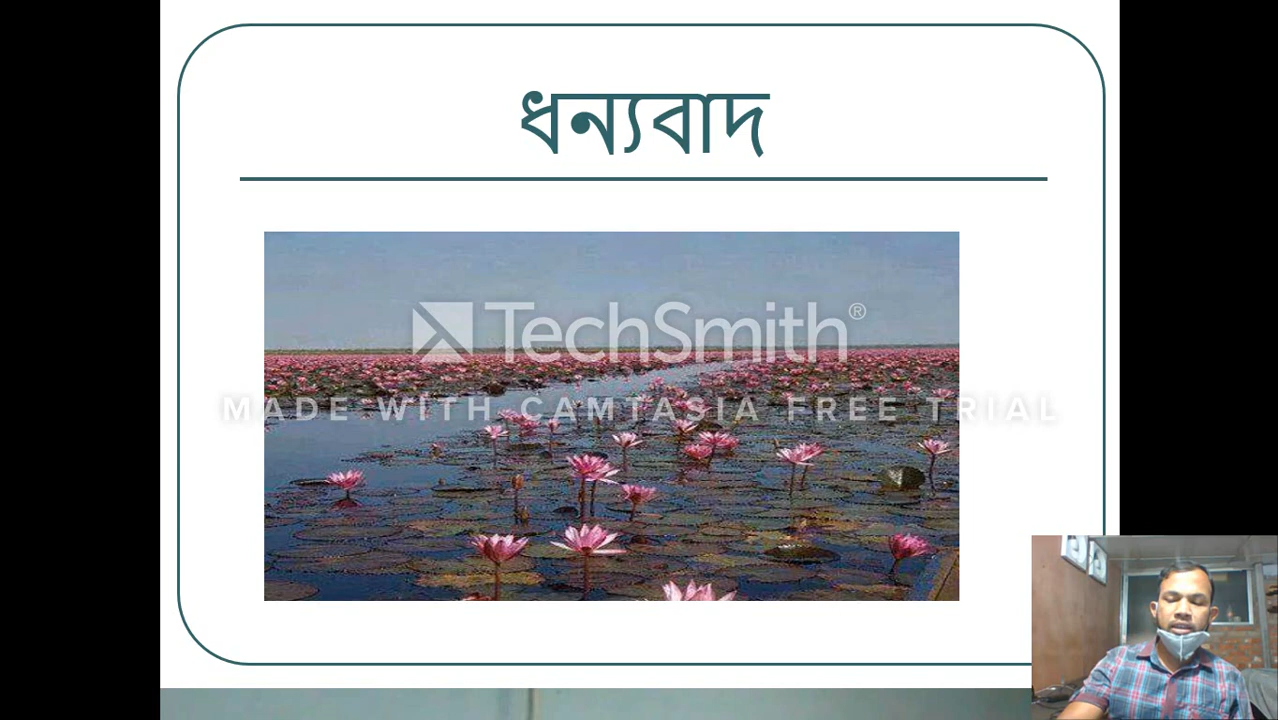 ধন্যবাদ
TechSmith®
MADE WITH CAMTASIA FREE TRIAL